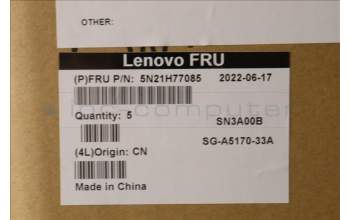 OTHER:
Lenovo FRU
(P)FRU P/N: 5N21H77085 2022-06-17
Quantity: 5
SN3A00B
SG-A5170-33A
(4L)Origin: CN
Made in China